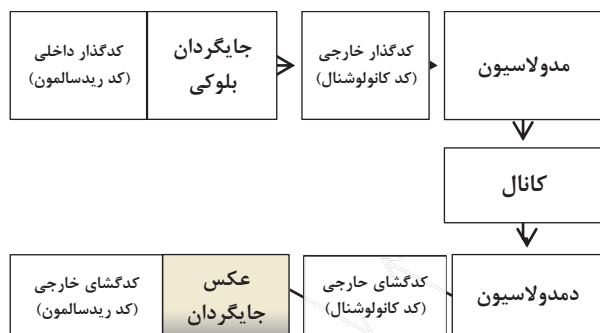 کدگذار داخلی
(کد ریدسالمون)
جایگردان
بلوکی
کدگذار خارجی
(کد کانولوشنال)
مدولاسیون
کانال
دمدولاسیون
کدگشای حارجی
(کد کانولوشنال)
عکس
جایگردان
کدگشای خارجی
(کد ریدسالمون)